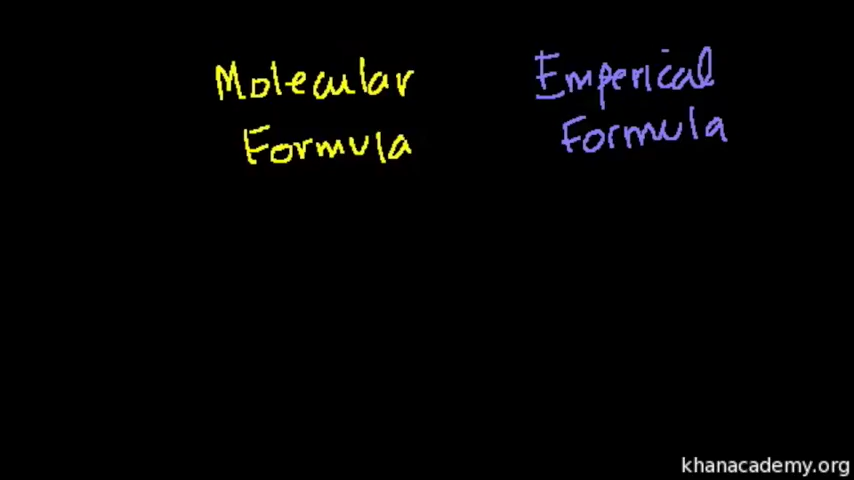 Molecular
Formula
Emperical
Formula
khanacademy.org